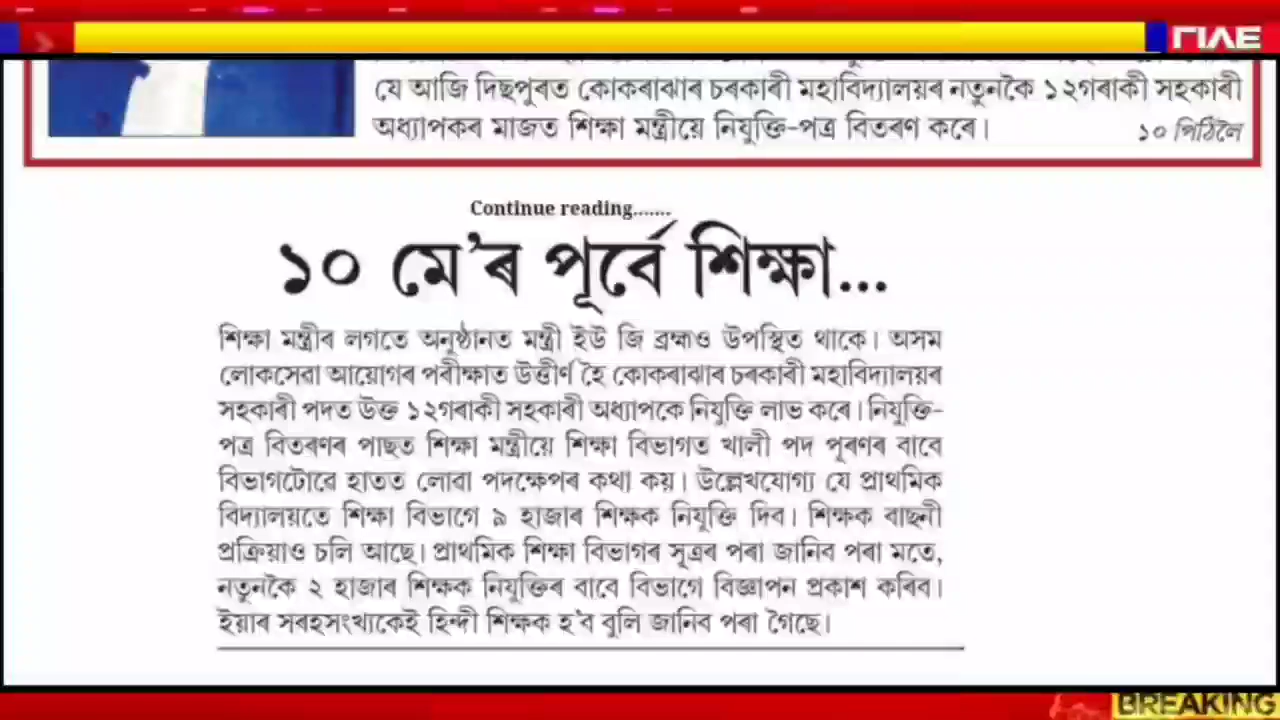 LIVE
যে আজি দিছপুৰত কোকৰাঝাৰ চৰকাৰী মহাবিদ্যালয়ৰ নতুনকৈ ১২গৰাকী সহকাৰী
অধ্যাপকৰ মাজত শিক্ষা মন্ত্ৰীয়ে নিযুক্তি-পত্ৰ বিতৰণ কৰে।
১০ পিঠিলৈ
Continue reading.......
১০ মে'ৰ পূৰ্বে শিক্ষা...
শিক্ষা মন্ত্ৰীৰ লগতে অনুষ্ঠানত মন্ত্ৰী ইউ জি ব্ৰহ্মও উপস্থিত থাকে। অসম
লোকসেৱা আয়োগৰ পৰীক্ষাত উত্তীৰ্ণ হৈ কোকৰাঝাৰ চৰকাৰী মহাবিদ্যালয়ৰ
সহকাৰী পদত উক্ত ১২গৰাকী সহকাৰী অধ্যাপকে নিযুক্তি লাভ কৰে। নিযুক্তি-
পত্ৰ বিতৰণৰ পাছত শিক্ষা মন্ত্ৰীয়ে শিক্ষা বিভাগত খালী পদ পূৰণৰ বাবে
বিভাগটোৱে হাতত লোৱা পদক্ষেপৰ কথা কয়। উল্লেখযোগ্য যে প্ৰাথমিক
বিদ্যালয়তে শিক্ষা বিভাগে ৯ হাজাৰ শিক্ষক নিযুক্তি দিব। শিক্ষক বাছনী
প্ৰক্ৰিয়াও চলি আছে। প্ৰাথমিক শিক্ষা বিভাগৰ সূত্ৰৰ পৰা জানিব পৰা মতে,
নতুনকৈ ২ হাজাৰ শিক্ষক নিযুক্তিৰ বাবে বিভাগে বিজ্ঞাপন প্ৰকাশ কৰিব।
ইয়াৰ সৰহসংখ্যকেই হিন্দী শিক্ষক হ'ব বুলি জানিব পৰা গৈছে।
BREAKING